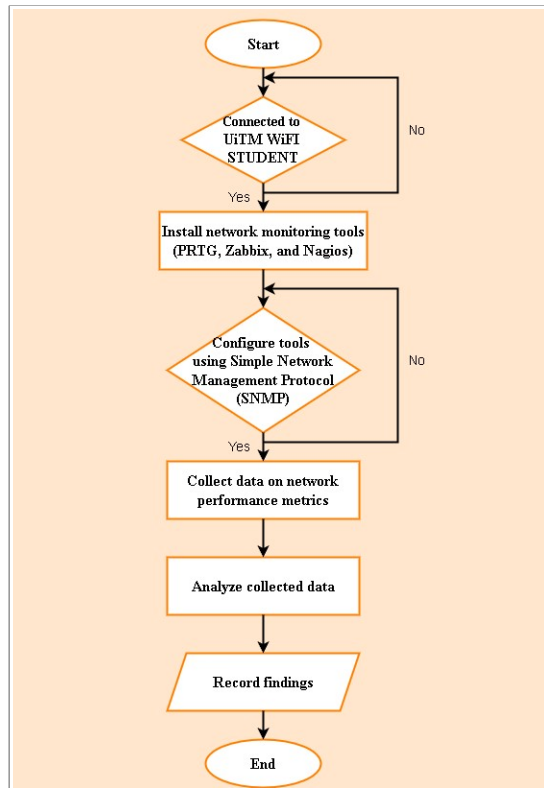 Start
Connected to
UiTM WiFI
STUDENT
No
Yes
Install network monitoring tools
(PRTG, Zabbix, and Nagios)
Configure tools
using Simple Network
Management Protocol
(SNMP)
No
Yes
Collect data on network
performance metrics
Analyze collected data
Record findings
End